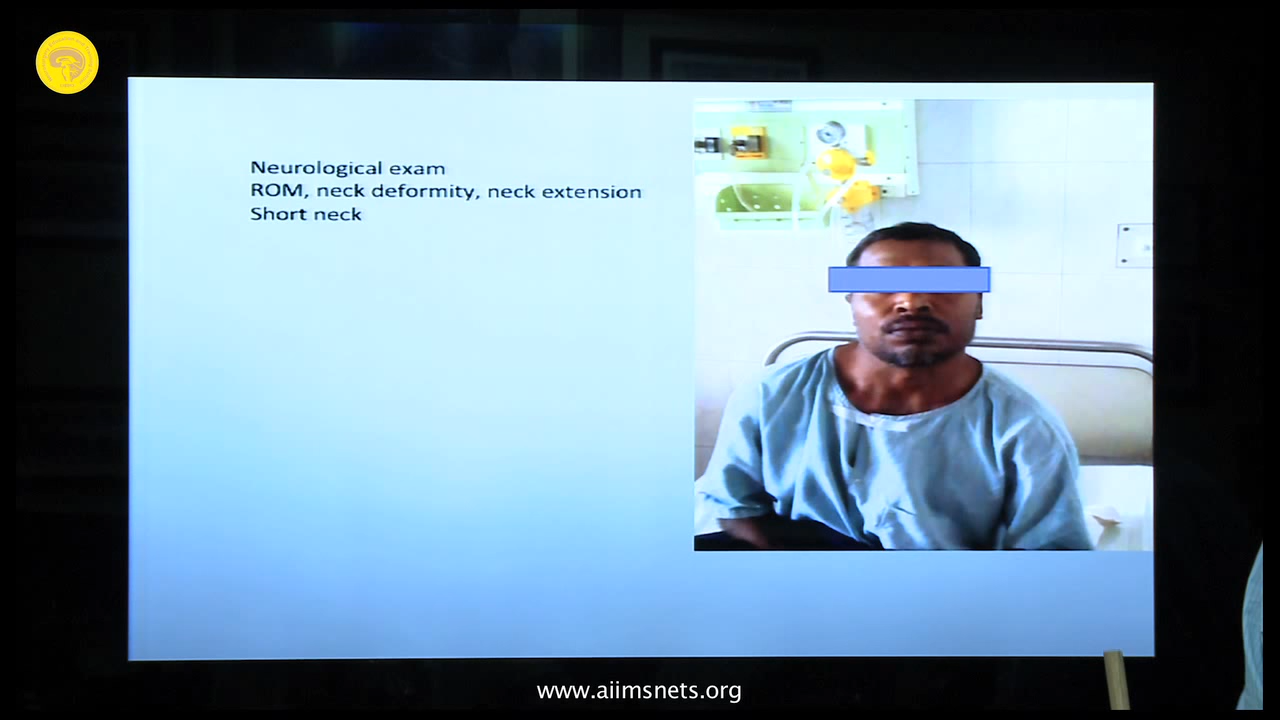 Neurological exam
ROM, neck deformity, neck extension
Short neck
www.aiimsnets.org